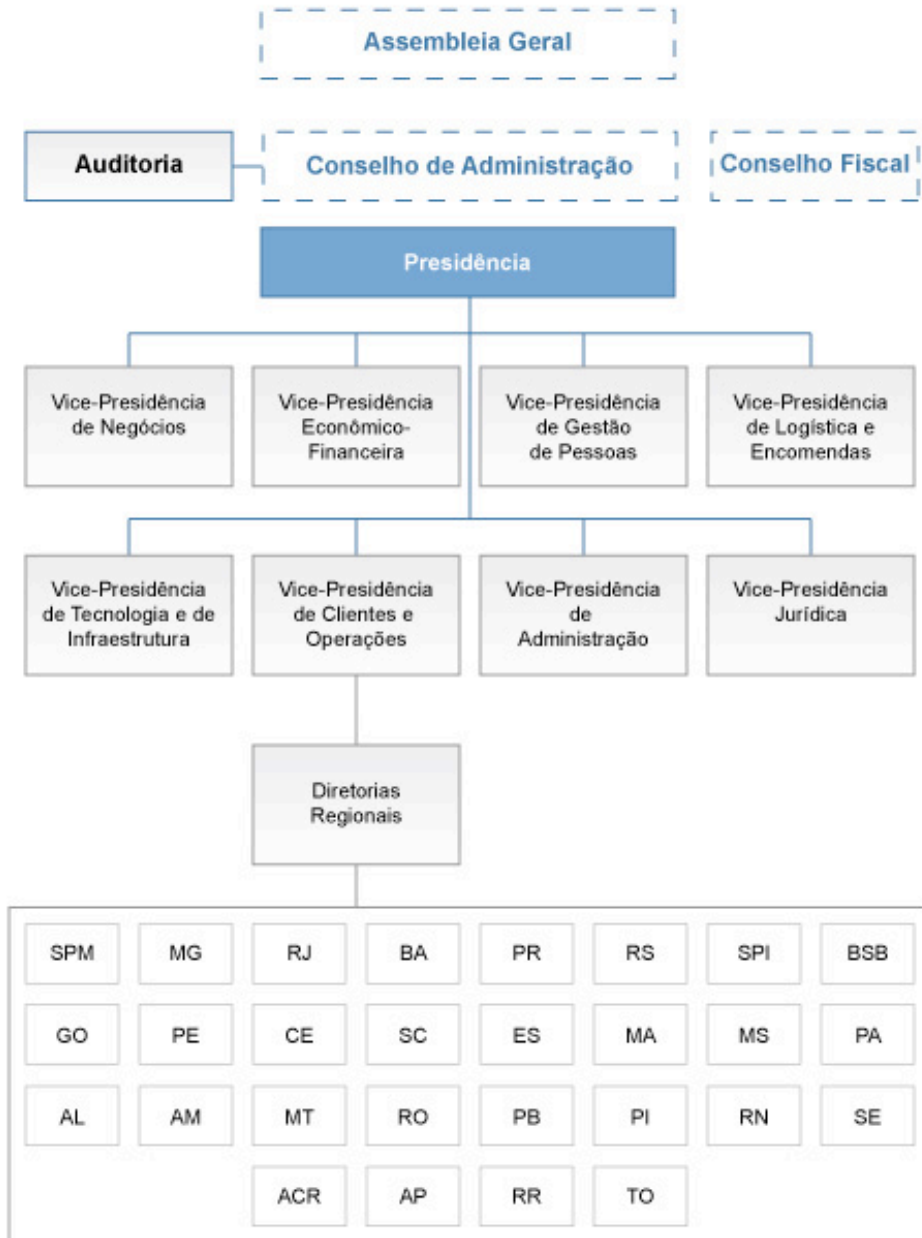 Assembleia Geral
Auditoria
Conselho de Administração
Conselho Fiscal
Presidência
Vice-Presidência
de Negócios
Vice-Presidência
Econômico-
Financeira
Vice-Presidência
de Gestão
de Pessoas
Vice-Presidência
de Logística e
Encomendas
Vice-Presidência
de Tecnologia e de
Infraestrutura
Vice-Presidência
de Clientes e
Operações
Vice-Presidência
de
Administração
Vice-Presidência
Jurídica
Diretorias
Regionais
SPM MG RJ BA PR RS SPI BSB
GO PE CE SC ES MA MS PA
AL AM MT RO PB PI RN SE
ACR AP RR TO